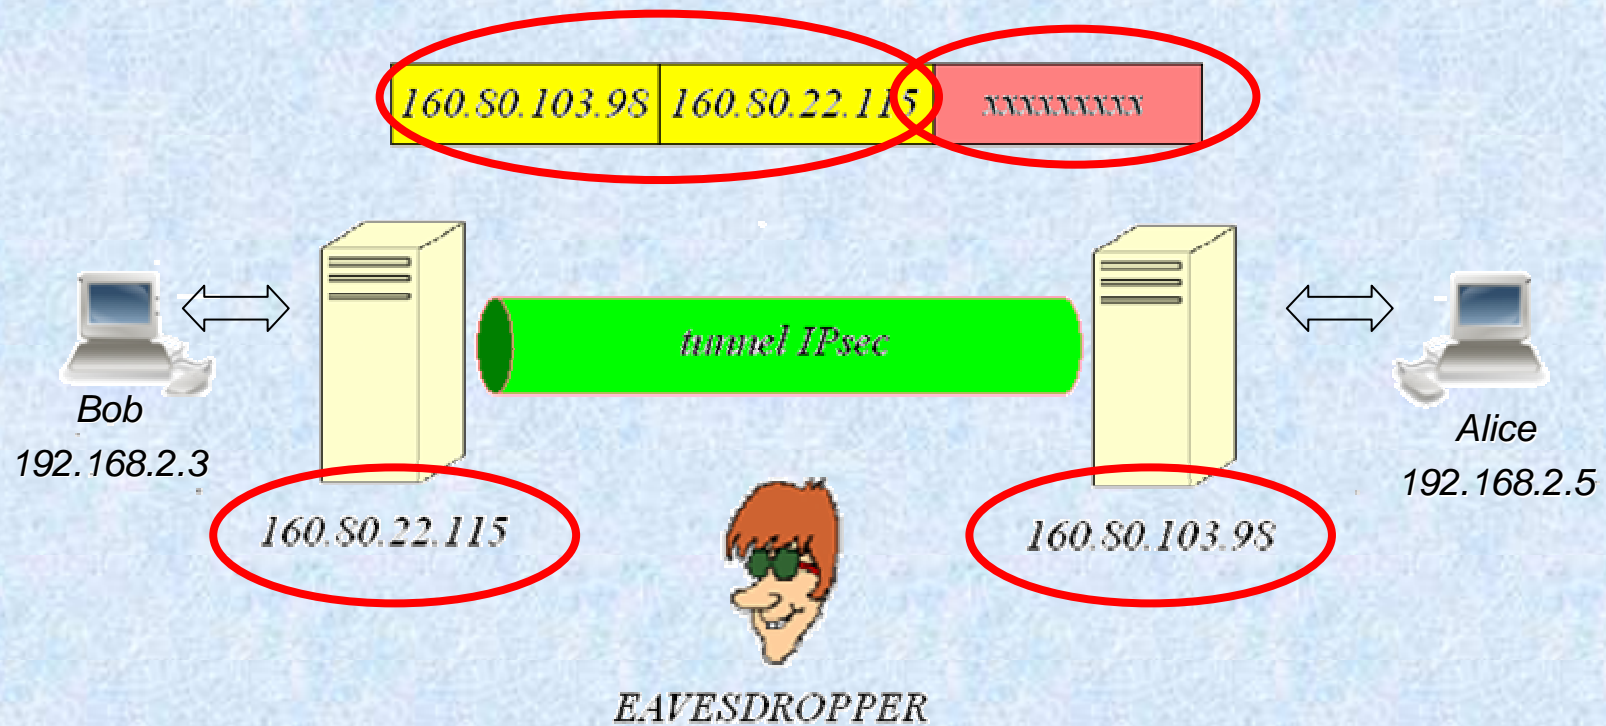 160.80.103.98 160.80.22.115 xxxxxxxxx
tunnel IPsec
Bob
192.168.2.3
Alice
192.168.2.5
160.80.22.115
160.80.103.98
EAVESDROPPER